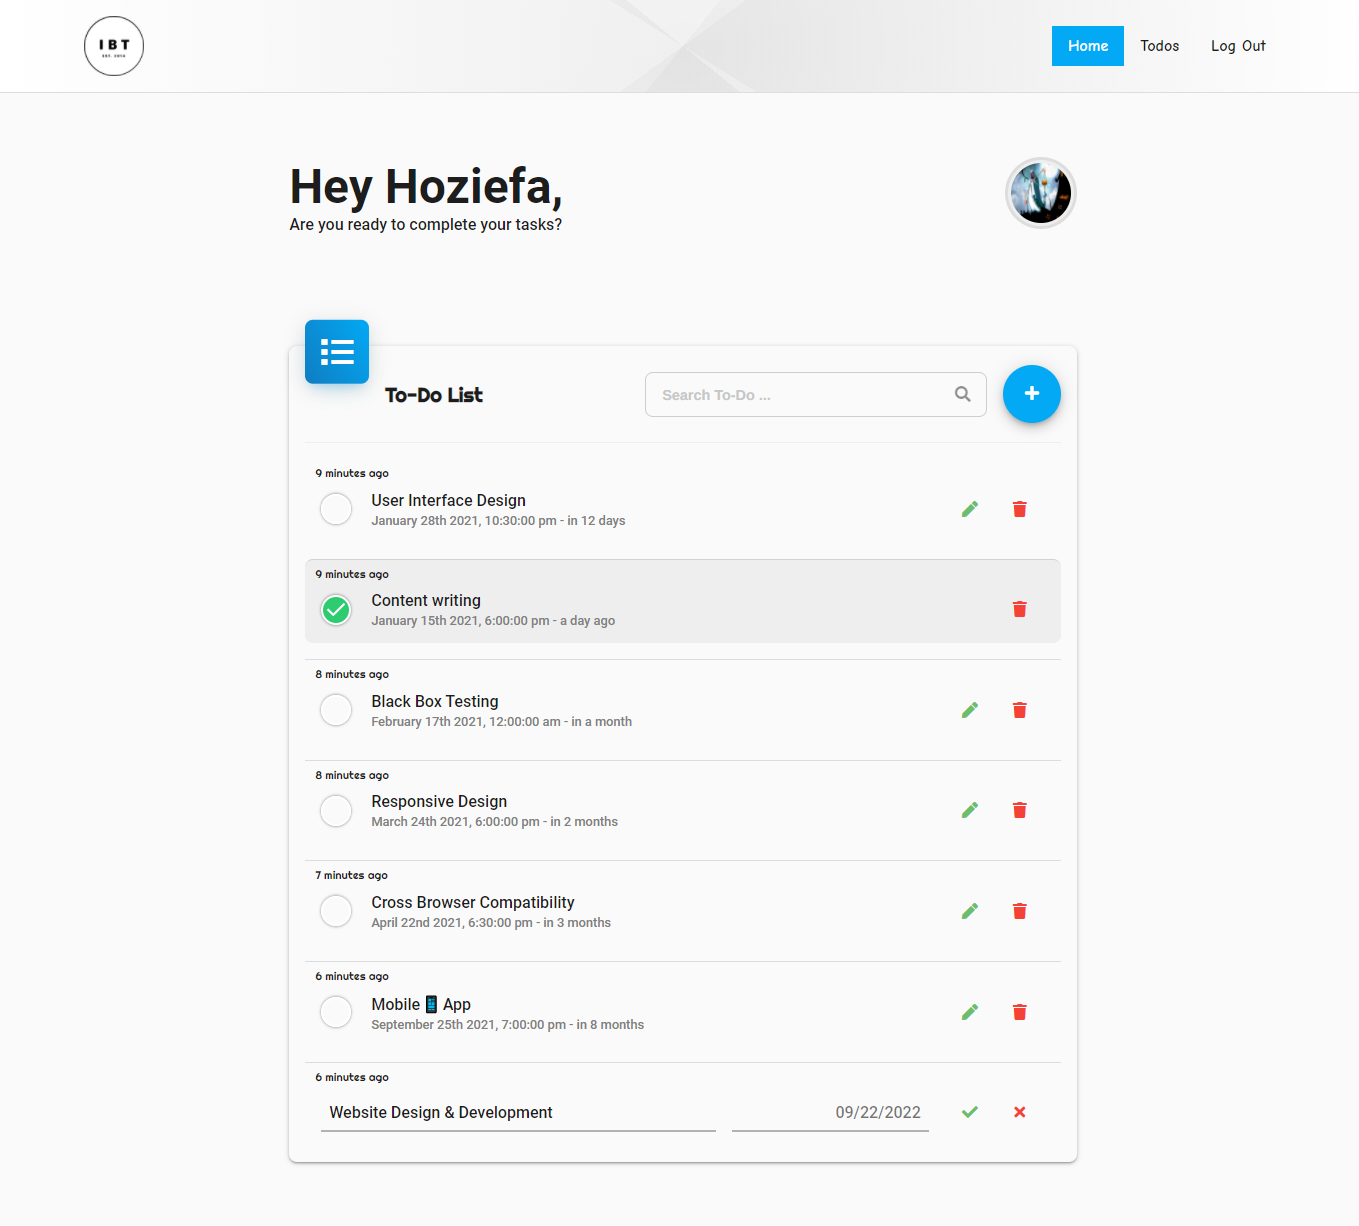 IBT
EST. 2010
Home
Todos
Log Out
Hey Hoziefa,
Are you ready to complete your tasks?
To-Do List
Search To-Do ...
9 minutes ago
User Interface Design
January 28th 2021, 10:30:00 pm - in 12 days
9 minutes ago
Content writing
January 15th 2021, 6:00:00 pm - a day ago
8 minutes ago
Black Box Testing
February 17th 2021, 12:00:00 am - in a month
8 minutes ago
Responsive Design
March 24th 2021, 6:00:00 pm - in 2 months
7 minutes ago
Cross Browser Compatibility
April 22nd 2021, 6:30:00 pm - in 3 months
6 minutes ago
Mobile📱App
September 25th 2021, 7:00:00 pm - in 8 months
6 minutes ago
Website Design & Development
09/22/2022